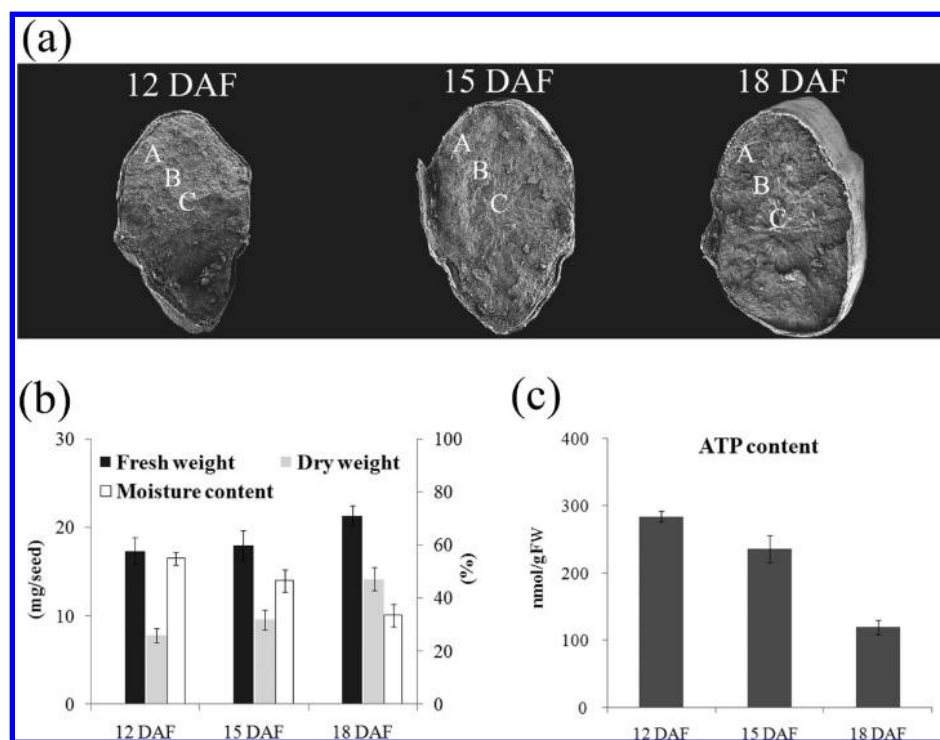 (a)
12 DAF 15 DAF 18 DAF
A A A
B B B
C C C
(b)
30 100
Fresh weight Dry weight
Moisture content
80
20
60
(mg/seed) (%)
40
10
20
0 0
12 DAF 15 DAF 18 DAF
(c)
400
ATP content
300
nmol/gFW
200
100
0
12 DAF 15 DAF 18 DAF